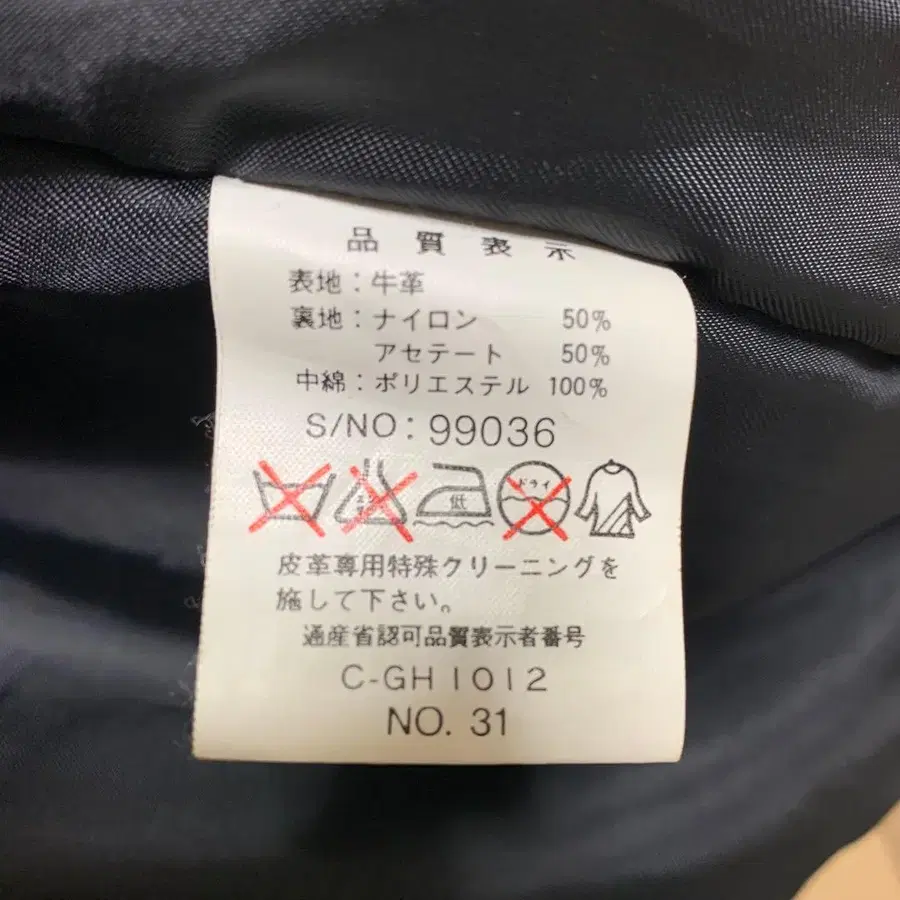 品質表示
表地：牛革
裏地：ナイロン 50%
アセテート 50%
中綿：ポリエステル 100%
S/NO：99036
低 ドライ
皮革専用特殊クリーニングを
施して下さい。
通産省認可品質表示者番号
C-GH1012
NO. 31